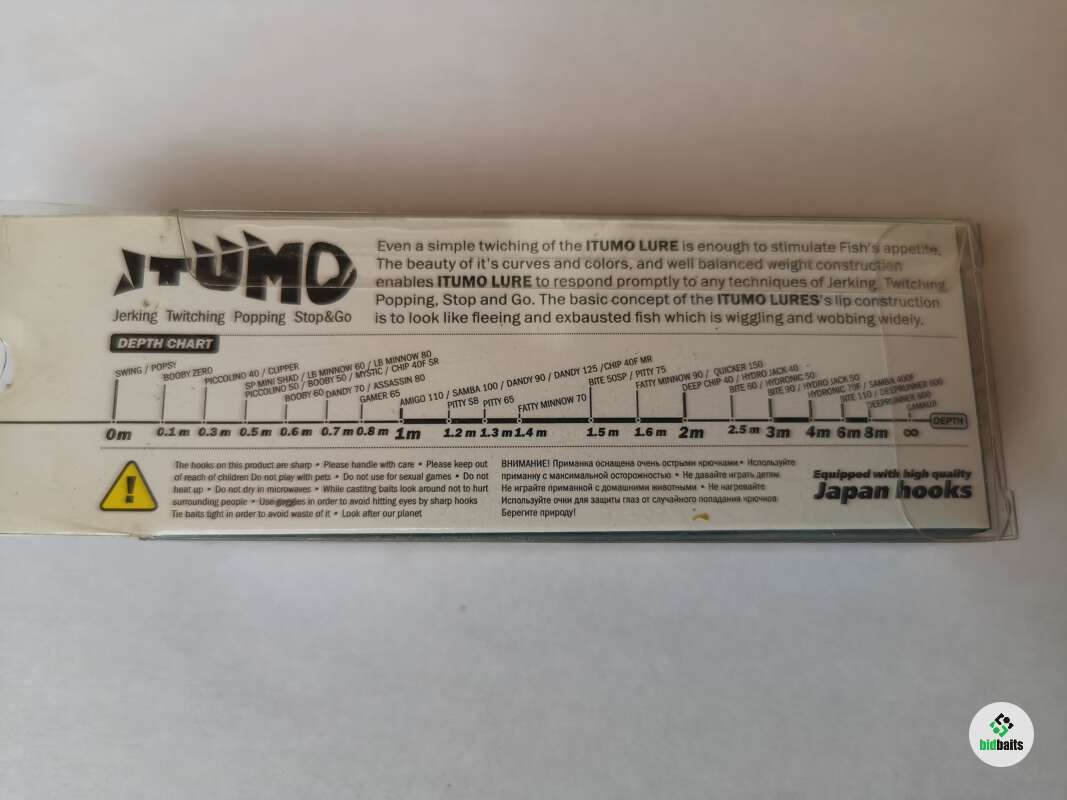 ITUMO
Jerking Twitching Popping Stop&Go
Even a simple twiching of the ITUMO LURE is enough to stimulate Fish's appetite.
The beauty of it's curves and colors, and well balanced weight construction
enables ITUMO LURE to respond promptly to any techniques of Jerking, Twitching
Popping, Stop and Go. The basic concept of the ITUMO LURES's lip construction
is to look like fleeing and exbausted fish which is wiggling and wobbing widely.
DEPTH CHART
SWING / POPSY
BOOBY ZERO
PICCOLINO 40 / CLIPPER
SP MINI SHAD / LB MINNOW 60 / LB MINNOW 80
PICCOLINO 50 / BOOBY 50 / MYSTIC / CHIP 40F SR
BOOBY 60
DANDY 70 / ASSASSIN 80
GAMER 65
AMIGO 110 / SAMBA 100 / DANDY 90 / DANDY 125 / CHIP 40F MR
PITTY SB
PITTY 65
FATTY MINNOW 70
BITE 50SP / PITTY 75
FATTY MINNOW 90 / QUICKER 150
DEEP CHIP 40 / HYDRO JACK 40
BITE 60 / HYDRONIC 50
BITE 90 / HYDRO JACK 50
HYDRONIC 70F / SAMBA 400F
BITE 110 / DEEPRUNNER 600
DEEPRUNNER 800
GAMAUJI
0m 0.1 m 0.3 m 0.5 m 0.6 m 0.7 m 0.8 m 1m 1.2 m 1.3 m 1.4 m 1.5 m 1.6 m 2m 2.5 m 3m 4m 6m 8m ∞ DEPTH
The hooks on this product are sharp • Please handle with care • Please keep out
of reach of children Do not play with pets • Do not use for sexual games • Do not
heat up • Do not dry in microwaves • While castling baits look around not to hurt
surrounding people • Use goggles in order to avoid hitting eyes by sharp hooks
Tie baits tight in order to avoid waste of it • Look after our planet
ВНИМАНИЕ! Приманка оснащена очень острыми крючками • Используйте
приманку с максимальной осторожностью • Не давайте играть детям
Не играйте приманкой с домашними животными • Не нагревайте
Используйте очки для защиты глаз от случайного попадания крючков
Берегите природу!
Equipped with high quality
Japan hooks
bidbaits